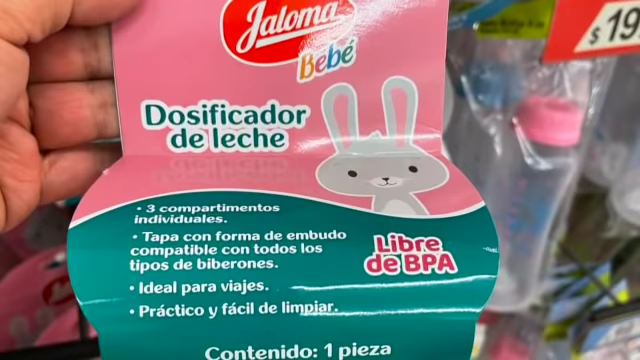 Jaloma
Bebé
Dosificador
de leche
• 3 compartimentos
individuales.
• Tapa con forma de embudo
compatible con todos los
tipos de biberones.
• Ideal para viajes.
• Práctico y fácil de limpiar.
Libre
de BPA
Contenido: 1 pieza
$19